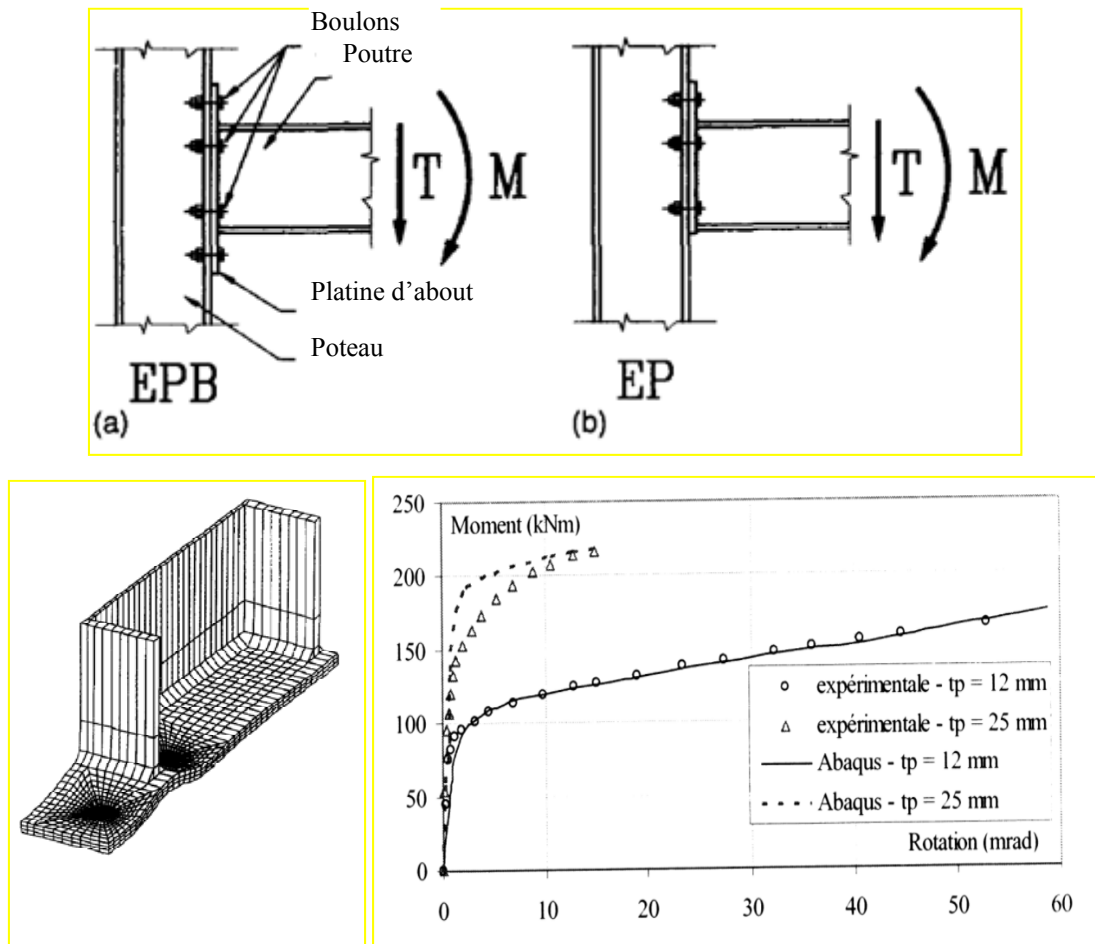 Boulons
Poutre
T M
T M
Platine d'about
Poteau
EPB
EP
(a)
(b)
250
Moment (kNm)
200
150
expérimentale - tp = 12 mm
expérimentale - tp = 25 mm
100
Abaqus - tp = 12 mm
Abaqus - tp = 25 mm
50
Rotation (mrad)
0
0 10 20 30 40 50 60